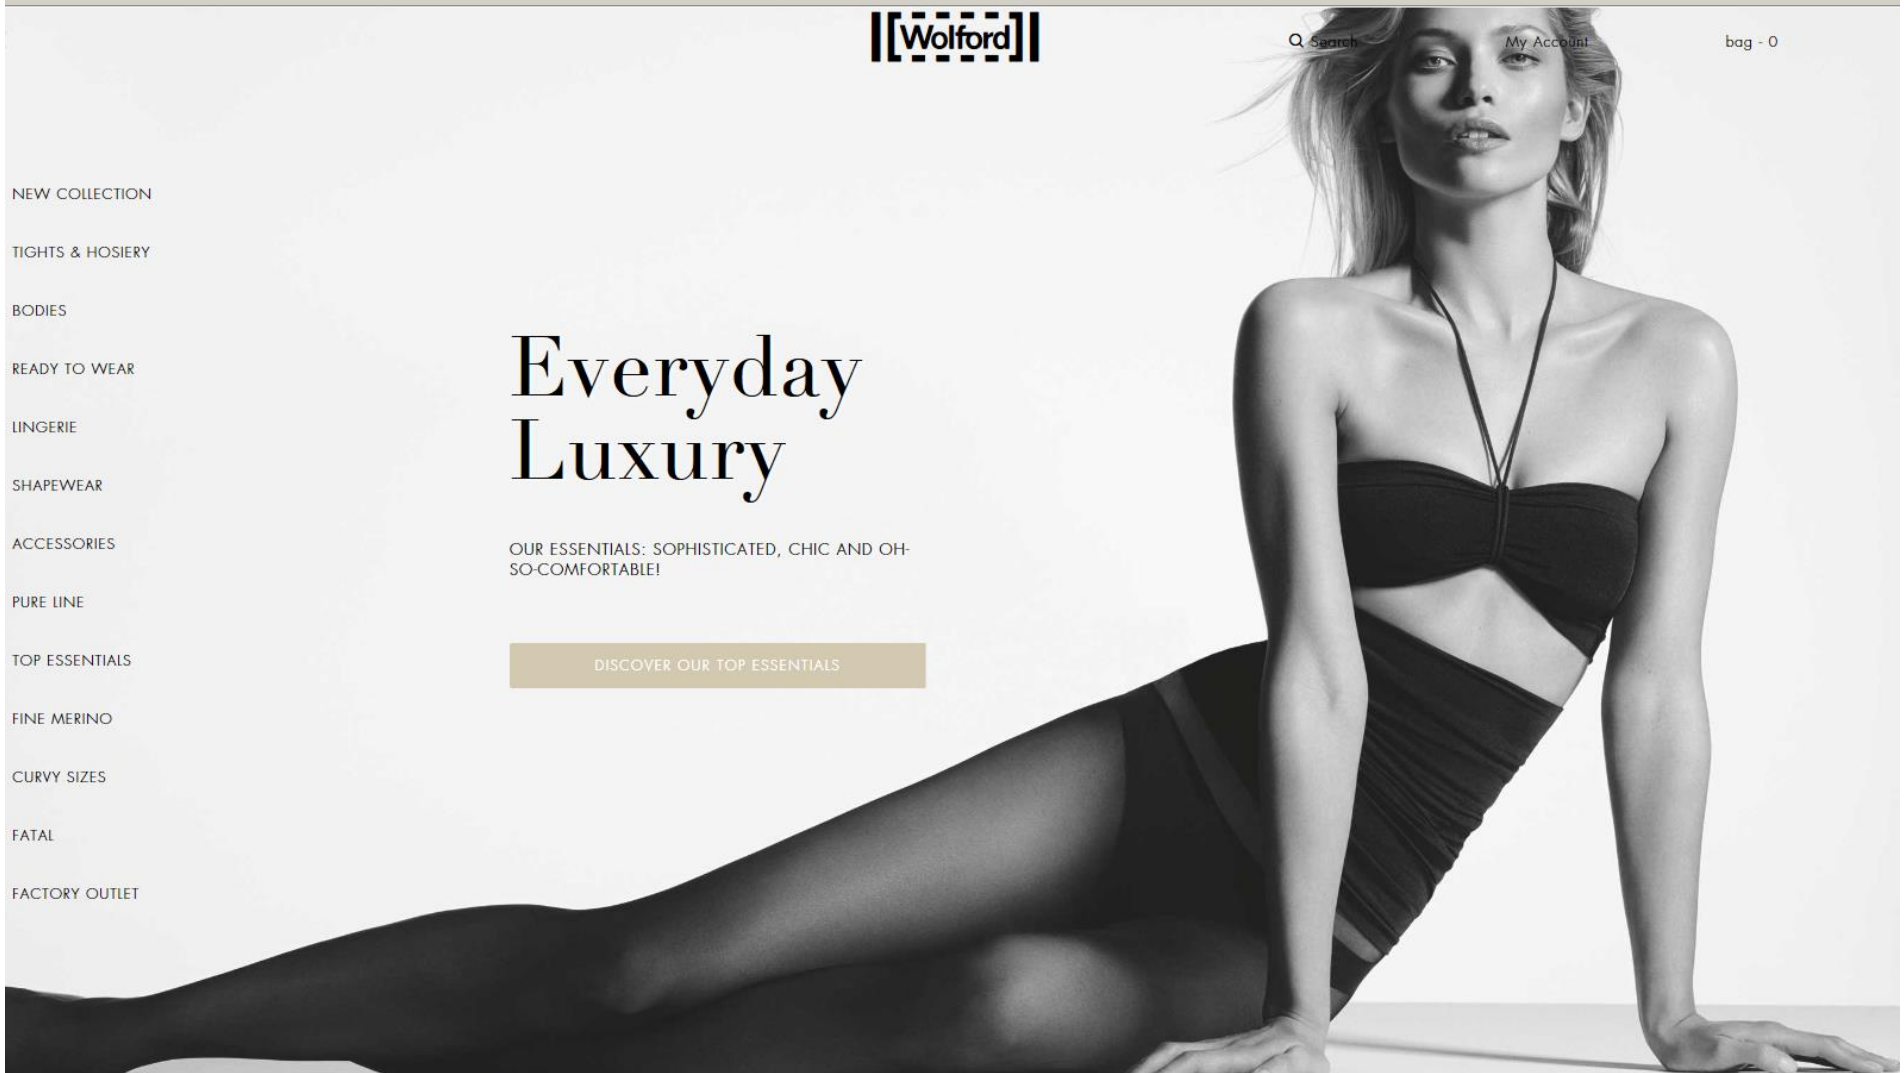 Wolford
Search
My Account
bag - 0
NEW COLLECTION
TIGHTS & HOSIERY
BODIES
READY TO WEAR
LINGERIE
SHAPEWEAR
ACCESSORIES
PURE LINE
TOP ESSENTIALS
FINE MERINO
CURVY SIZES
FATAL
FACTORY OUTLET
Everyday
Luxury
OUR ESSENTIALS: SOPHISTICATED, CHIC AND OH-
SO-COMFORTABLE!
DISCOVER OUR TOP ESSENTIALS